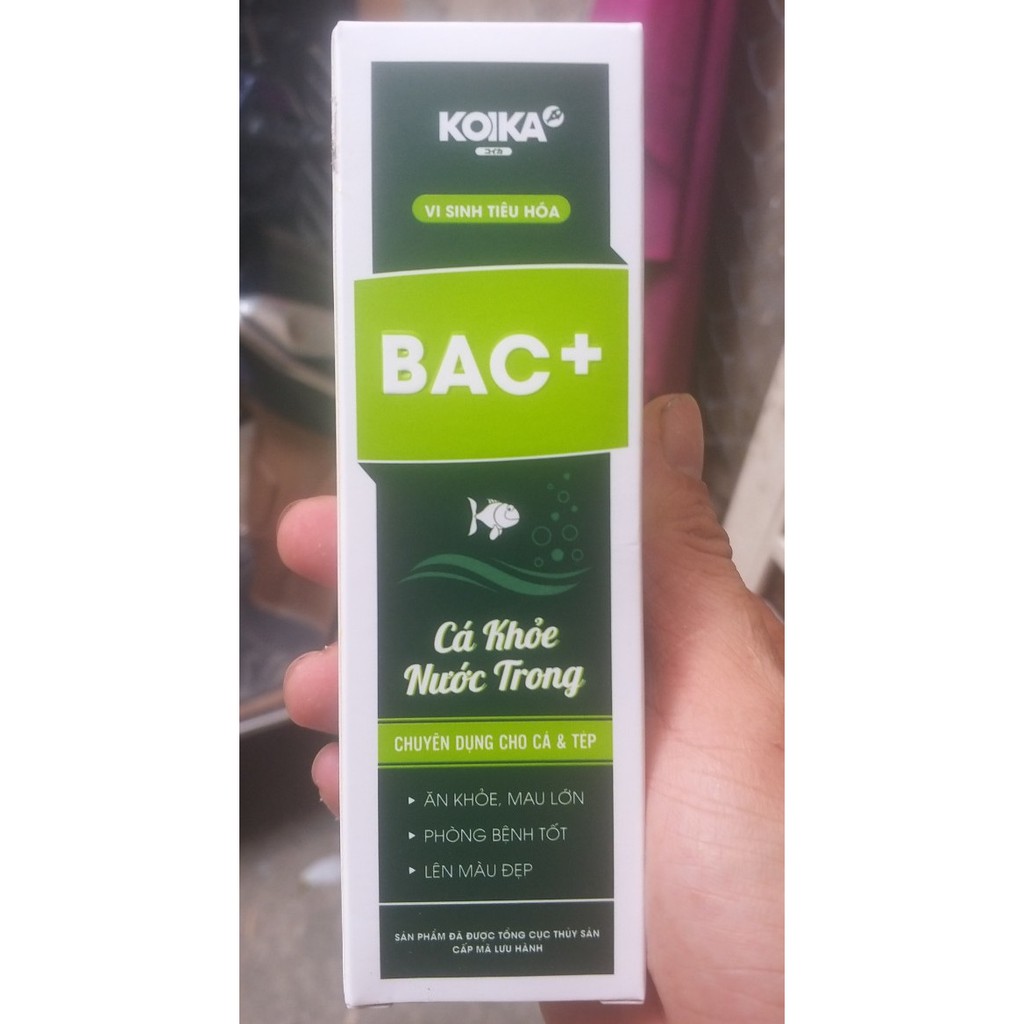 KOIKA
コイカ
VI SINH TIÊU HÓA
BAC+
Cá Khỏe
Nước Trong
CHUYÊN DỤNG CHO CÁ & TÉP
ĂN KHỎE, MAU LỚN
PHÒNG BỆNH TỐT
LÊN MÀU ĐẸP
SẢN PHẨM ĐÃ ĐƯỢC TỔNG CỤC THỦY SẢN
CẤP MÃ LƯU HÀNH